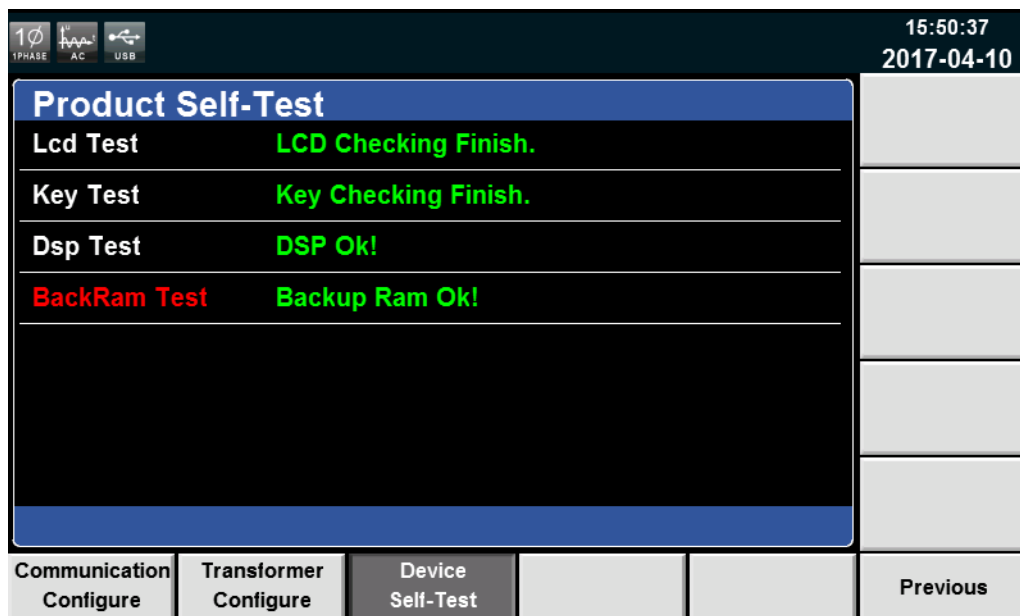 1Ø
1PHASE
AC
USB
15:50:37
2017-04-10
Product Self-Test
Lcd Test LCD Checking Finish.
Key Test Key Checking Finish.
Dsp Test DSP Ok!
BackRam Test Backup Ram Ok!
Communication
Configure
Transformer
Configure
Device
Self-Test
Previous